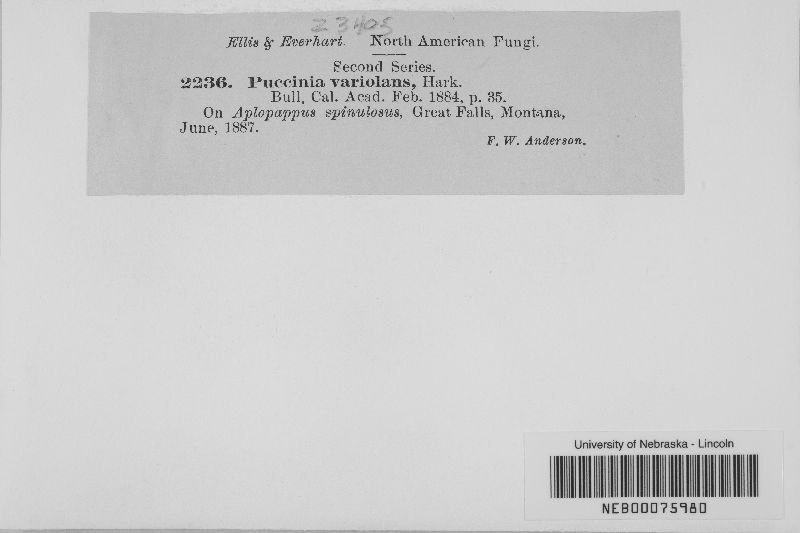 23405
Ellis & Everhart. North American Fungi.
Second Series.
2236. Puccinia variolans, Hark.
Bull, Cal. Acad. Feb. 1884, p. 35.
On Aplopappus spinulosus, Great Falls, Montana,
June, 1887.
F. W. Anderson.
University of Nebraska - Lincoln
NEB00075980